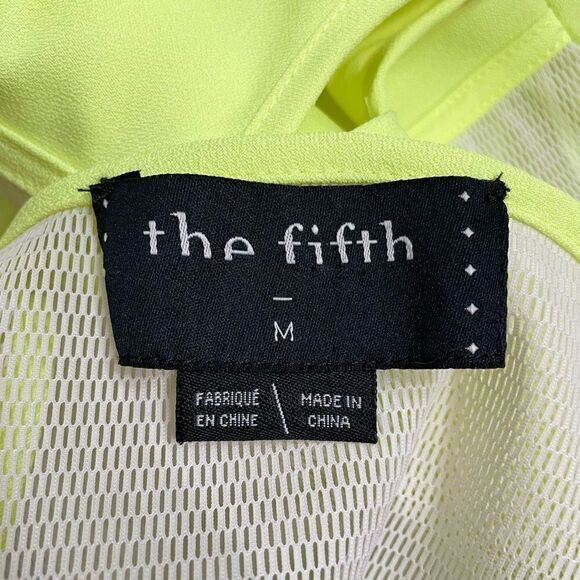 the fifth
M
FABRIQUÉ EN CHINE \ MADE IN CHINA